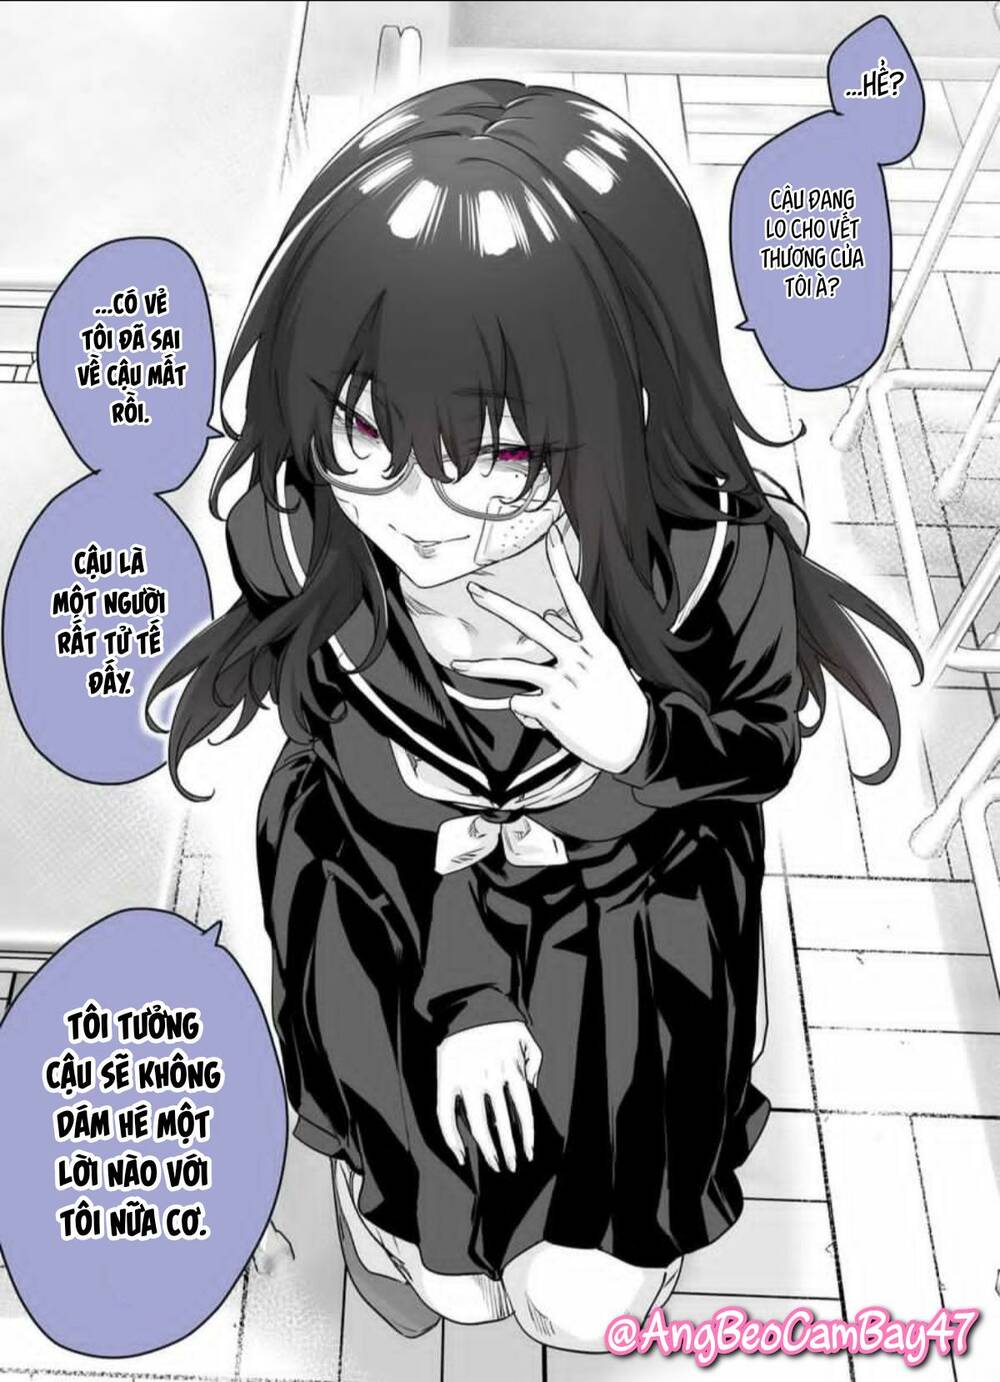 ...HỂ?
CẬU ĐANG
LO CHO VẾT
THƯƠNG CỦA
TÔI À?
...CÓ VẺ
TÔI ĐÃ SAI
VỀ CẬU MẤT
RỒI.
CẬU LÀ
MỘT NGƯỜI
RẤT TỬ TẾ
ĐẤY.
TÔI TƯỞNG
CẬU SẼ KHÔNG
DÁM HÉ MỘT
LỜI NÀO VỚI
TÔI NỮA CƠ.
@AngBeoCamBay47